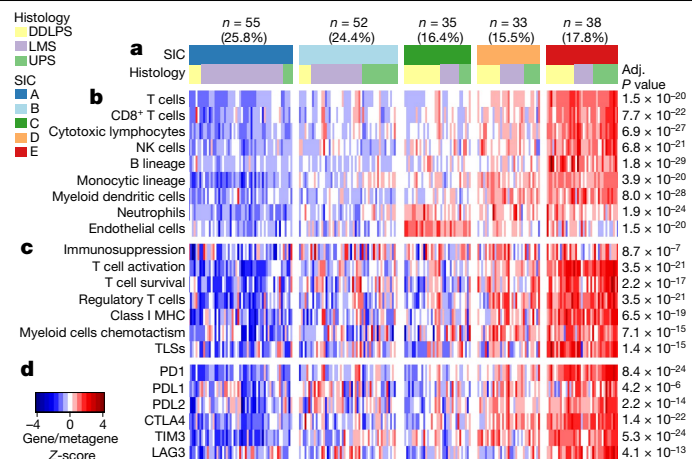 Histology
DDLPS
LMS
UPS
SIC
A
B
C
D
E
n = 55 n = 52 n = 35 n = 33 n = 38
(25.8%) (24.4%) (16.4%) (15.5%) (17.8%)
a
SIC
Histology
Adj.
P value
b
T cells 1.5 × 10⁻²⁰
CD8⁺ T cells 7.7 × 10⁻²²
Cytotoxic lymphocytes 6.9 × 10⁻²⁷
NK cells 6.8 × 10⁻²¹
B lineage 1.8 × 10⁻²⁹
Monocytic lineage 3.9 × 10⁻²⁰
Myeloid dendritic cells 8.0 × 10⁻²⁸
Neutrophils 1.9 × 10⁻²⁴
Endothelial cells 1.5 × 10⁻²⁰
c
Immunosuppression 8.7 × 10⁻⁷
T cell activation 3.5 × 10⁻²¹
T cell survival 2.2 × 10⁻¹⁷
Regulatory T cells 3.5 × 10⁻²¹
Class I MHC 6.5 × 10⁻¹⁹
Myeloid cells chemotactism 7.1 × 10⁻¹⁵
TLSs 1.4 × 10⁻¹⁵
d
PD1 8.4 × 10⁻²⁴
PDL1 4.2 × 10⁻⁶
PDL2 2.2 × 10⁻¹⁴
CTLA4 1.4 × 10⁻²²
TIM3 5.3 × 10⁻²⁴
LAG3 4.1 × 10⁻¹³
−4 0 4
Gene/metagene
Z-score